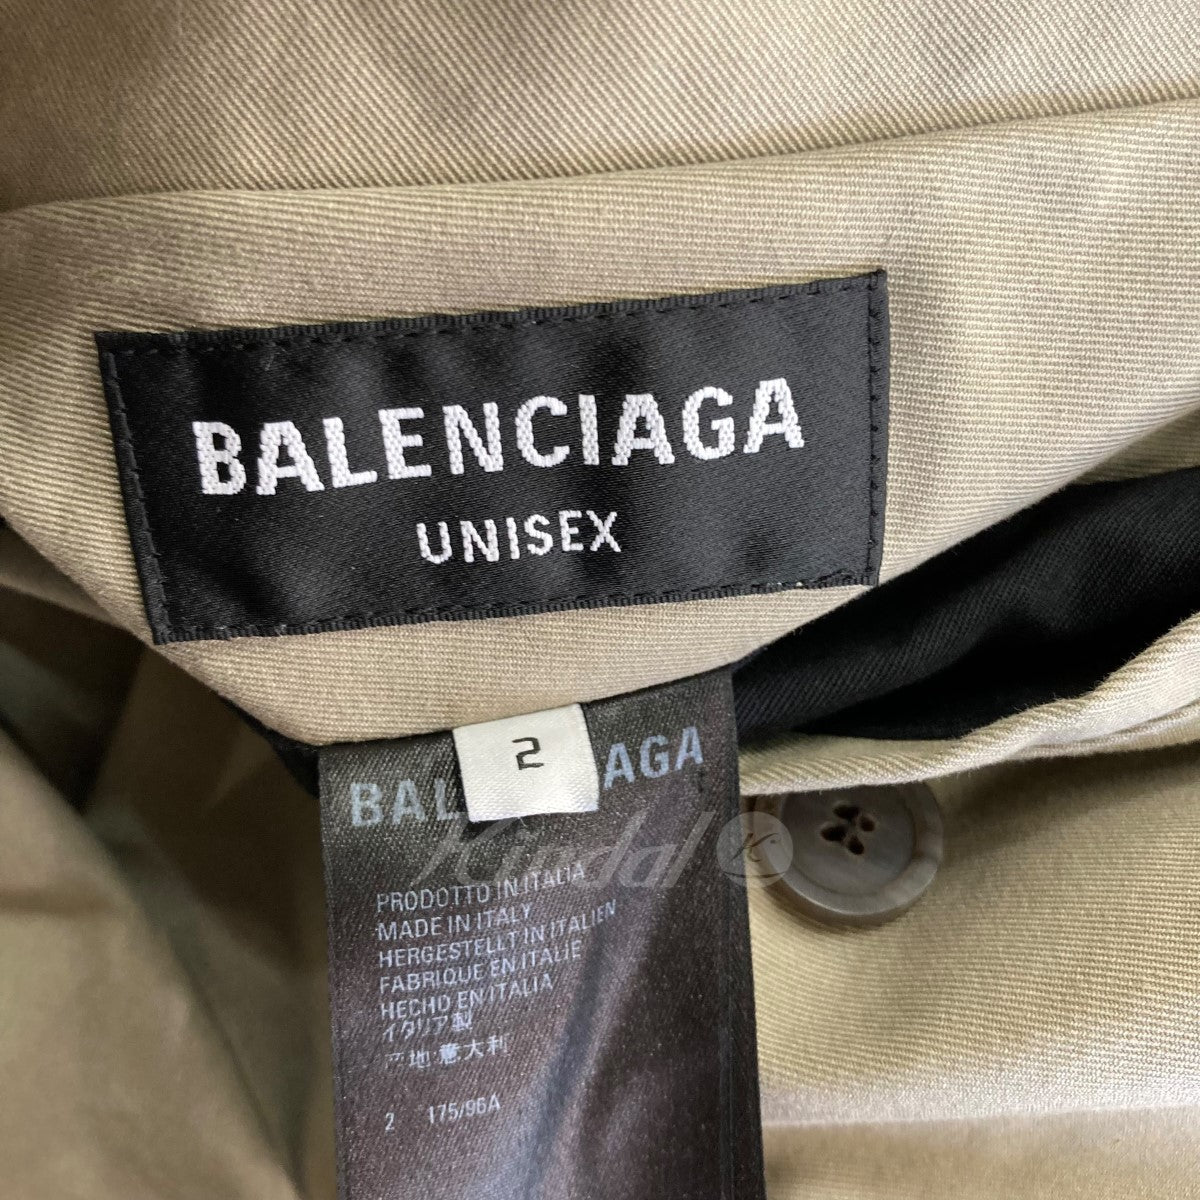 BALENCIAGA
UNISEX
2
BAL AGA
Kindal K
PRODOTTO IN ITALIA
MADE IN ITALY
HERGESTELLT IN ITALIEN
FABRIQUE EN ITALIE
HECHO EN ITALIA
イタリア製
产地:意大利
2 175/96A